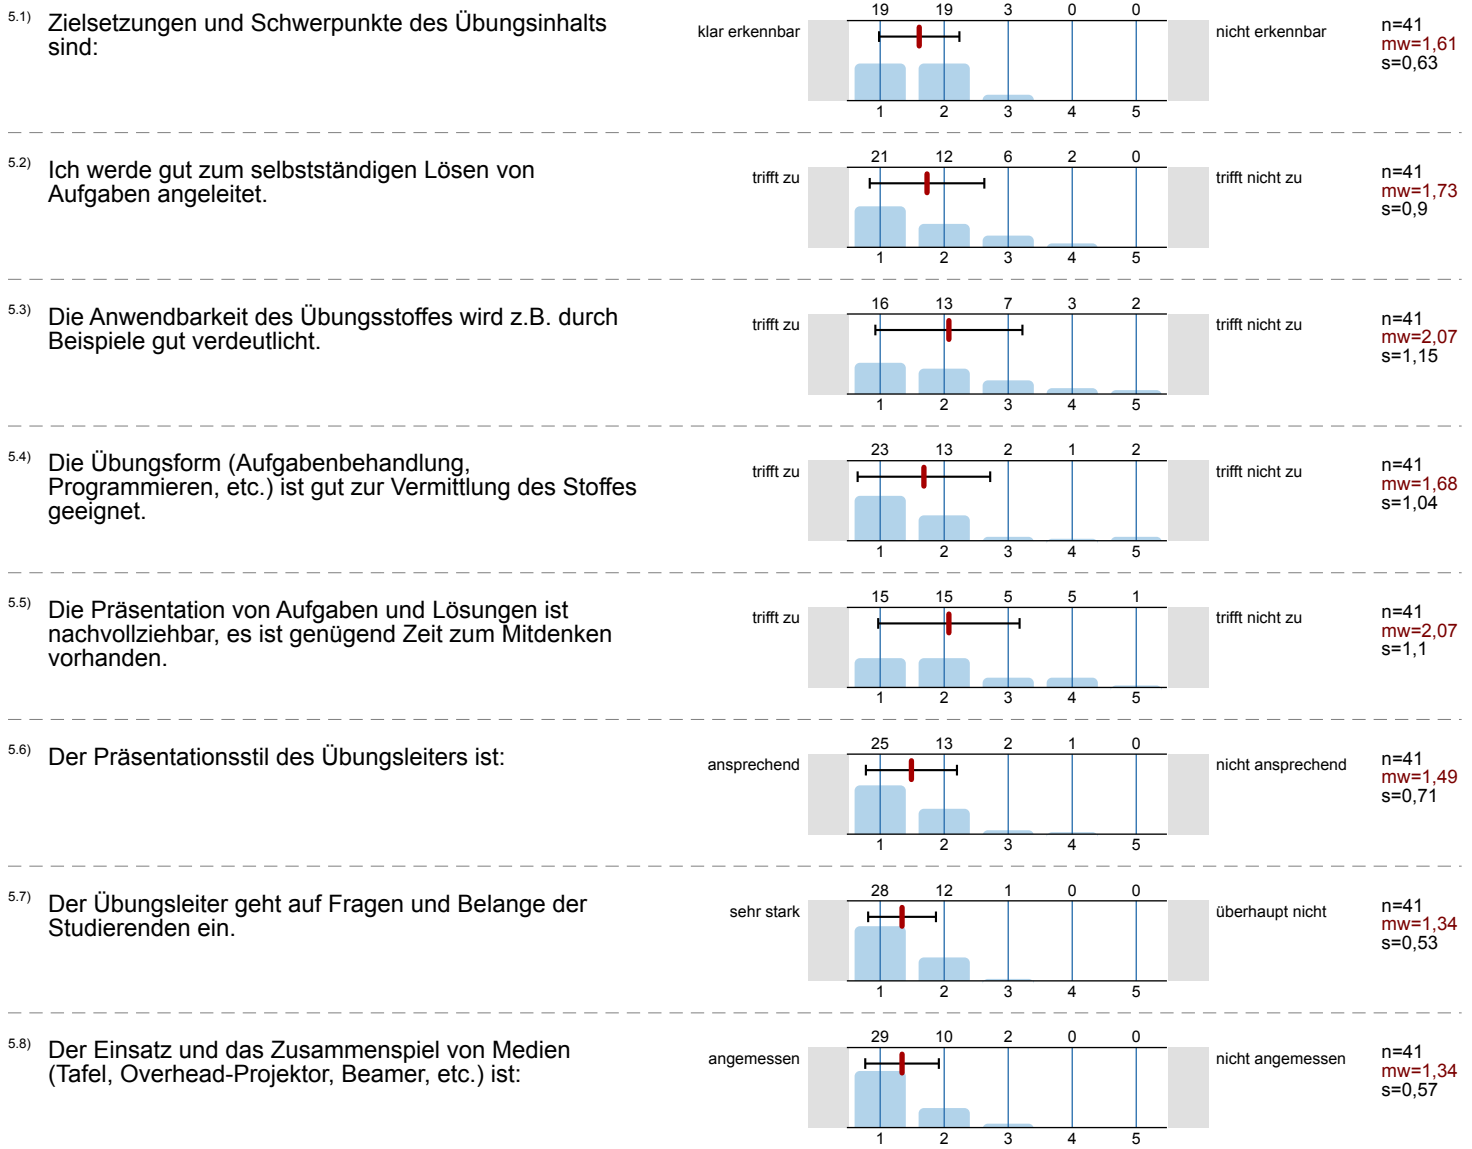 5.1) Zielsetzungen und Schwerpunkte des Übungsinhalts
sind:
klar erkennbar
19 19 3 0 0
1 2 3 4 5
nicht erkennbar
n=41
mw=1,61
s=0,63
5.2) Ich werde gut zum selbstständigen Lösen von
Aufgaben angeleitet.
trifft zu
21 12 6 2 0
1 2 3 4 5
trifft nicht zu
n=41
mw=1,73
s=0,9
5.3) Die Anwendbarkeit des Übungsstoffes wird z.B. durch
Beispiele gut verdeutlicht.
trifft zu
16 13 7 3 2
1 2 3 4 5
trifft nicht zu
n=41
mw=2,07
s=1,15
5.4) Die Übungsform (Aufgabenbehandlung,
Programmieren, etc.) ist gut zur Vermittlung des Stoffes
geeignet.
trifft zu
23 13 2 1 2
1 2 3 4 5
trifft nicht zu
n=41
mw=1,68
s=1,04
5.5) Die Präsentation von Aufgaben und Lösungen ist
nachvollziehbar, es ist genügend Zeit zum Mitdenken
vorhanden.
trifft zu
15 15 5 5 1
1 2 3 4 5
trifft nicht zu
n=41
mw=2,07
s=1,1
5.6) Der Präsentationsstil des Übungsleiters ist:
ansprechend
25 13 2 1 0
1 2 3 4 5
nicht ansprechend
n=41
mw=1,49
s=0,71
5.7) Der Übungsleiter geht auf Fragen und Belange der
Studierenden ein.
sehr stark
28 12 1 0 0
1 2 3 4 5
überhaupt nicht
n=41
mw=1,34
s=0,53
5.8) Der Einsatz und das Zusammenspiel von Medien
(Tafel, Overhead-Projektor, Beamer, etc.) ist:
angemessen
29 10 2 0 0
1 2 3 4 5
nicht angemessen
n=41
mw=1,34
s=0,57